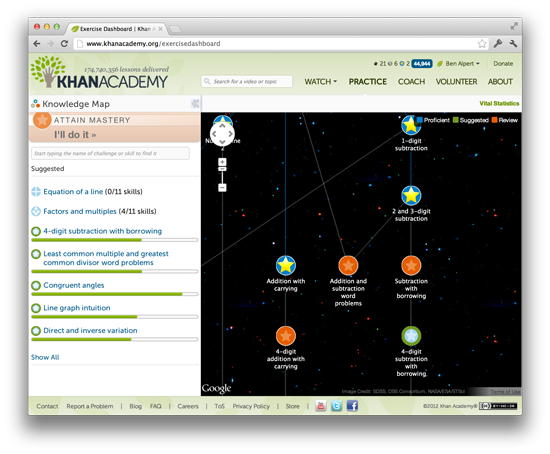 Exercise Dashboard | Khan A
www.khanacademy.org/exercisedashboard
174,740,356 lessons delivered
KHANACADEMY
21 6 2 44,944
Ben Alpert
Donate
Search for a video or topic
WATCH
PRACTICE
COACH
VOLUNTEER
ABOUT
Knowledge Map
Vital Statistics
ATTAIN MASTERY
I'll do it »
Start typing the name of challenge or skill to find it
Suggested
Equation of a line (0/11 skills)
Factors and multiples (4/11 skills)
4-digit subtraction with borrowing
Least common multiple and greatest
common divisor word problems
Congruent angles
Line graph intuition
Direct and inverse variation
Show All
Proficient
Suggested
Review
1-digit
subtraction
2 and 3-digit
subtraction
Addition with
carrying
Addition and
subtraction
word
problems
Subtraction
with
borrowing
4-digit
addition with
carrying
4-digit
subtraction
with
borrowing
Google
Image Credit: SDSS, DSS Consortium, NASA/ESA/STScI
Terms of Use
Contact | Report a Problem | Blog FAQ | Careers | ToS Privacy Policy | Store |
©2012 Khan Academy